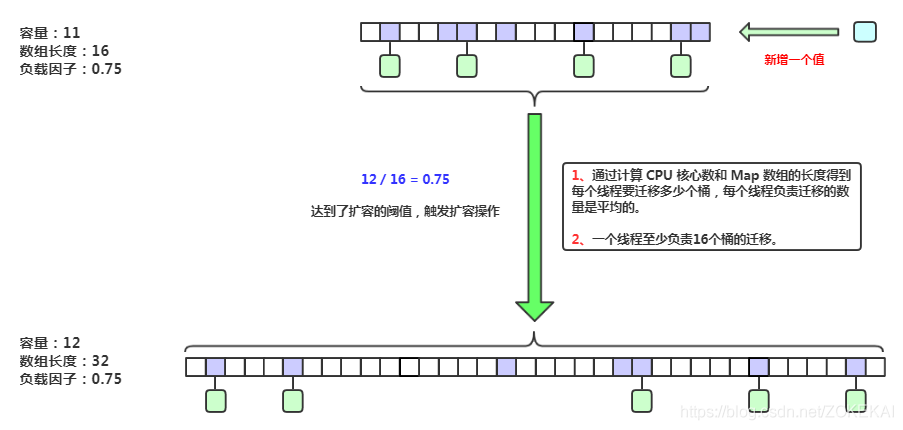 容量：11
数组长度：16
负载因子：0.75
新增一个值
12 / 16 = 0.75
达到了扩容的阈值，触发扩容操作
1、通过计算 CPU 核心数和 Map 数组的长度得到
每个线程要迁移多少个桶，每个线程负责迁移的数
量是平均的。
2、一个线程至少负责16个桶的迁移。
容量：12
数组长度：32
负载因子：0.75
https://blog.csdn.net/ZOKEKAI